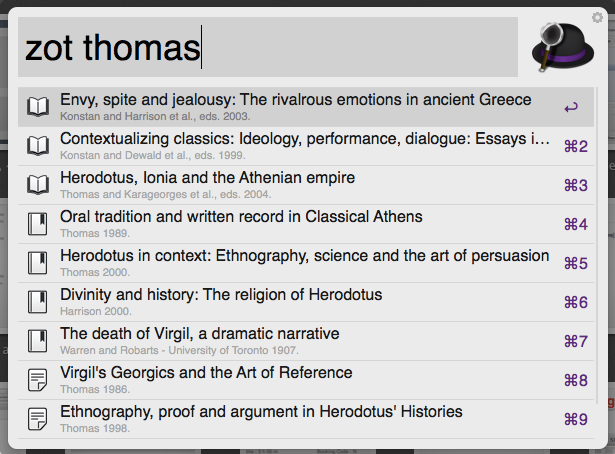 zot thomas
Envy, spite and jealousy: The rivalrous emotions in ancient Greece
↩
Konstan and Harrison et al., eds. 2003.
Contextualizing classics: Ideology, performance, dialogue: Essays i…
⌘2
Konstan and Dewald et al., eds. 1999.
Herodotus, Ionia and the Athenian empire
⌘3
Thomas and Karageorges et al., eds. 2004.
Oral tradition and written record in Classical Athens
⌘4
Thomas 1989.
Herodotus in context: Ethnography, science and the art of persuasion
⌘5
Thomas 2000.
Divinity and history: The religion of Herodotus
⌘6
Harrison 2000.
The death of Virgil, a dramatic narrative
⌘7
Warren and Robarts - University of Toronto 1907.
Virgil's Georgics and the Art of Reference
⌘8
Thomas 1986.
Ethnography, proof and argument in Herodotus' Histories
⌘9
Thomas 1998.